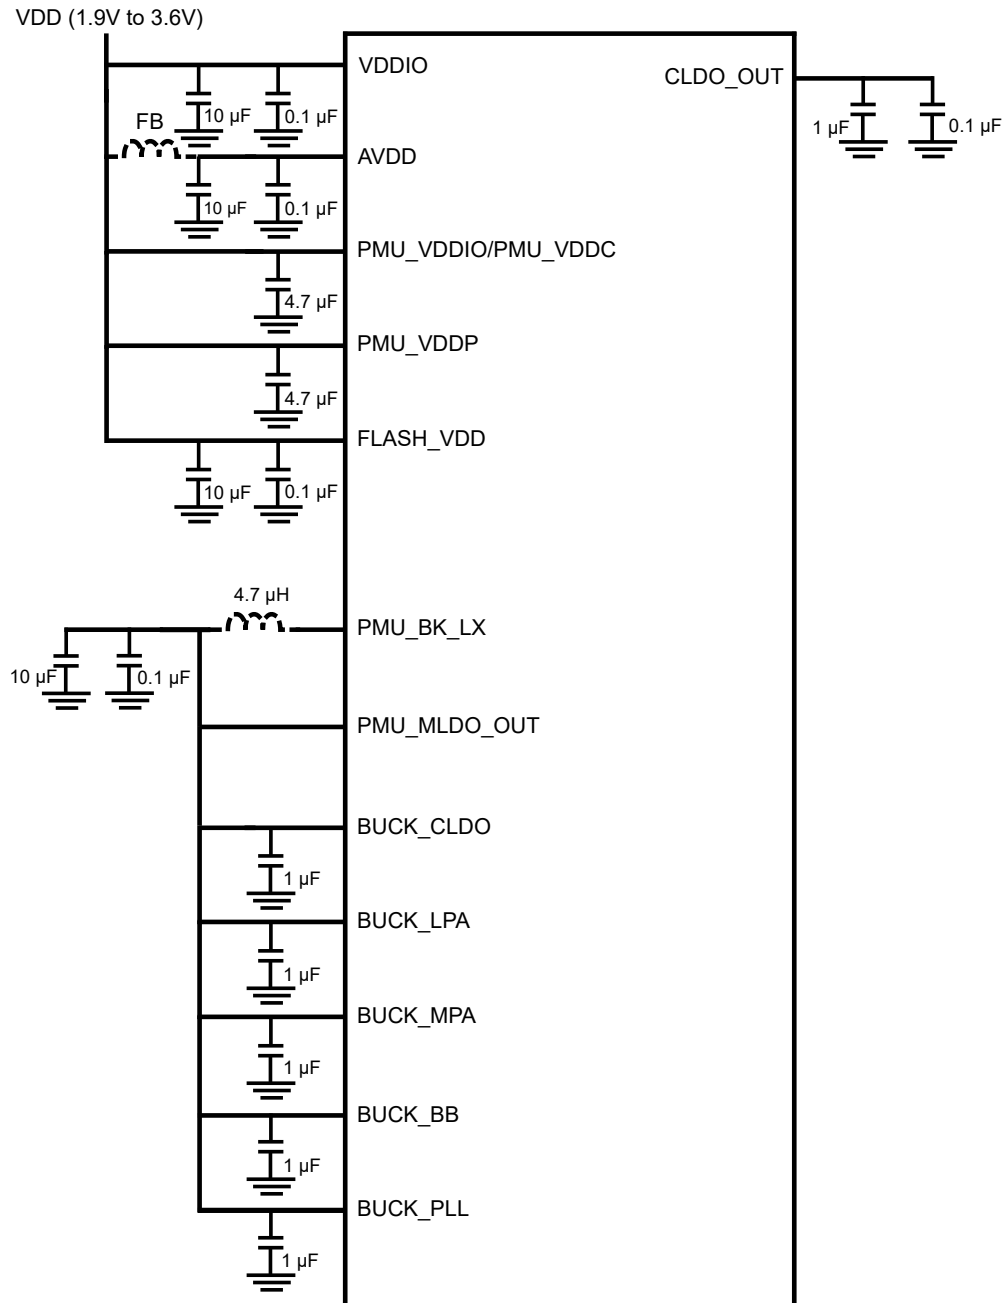 VDD (1.9V to 3.6V)
VDDIO
CLDO_OUT
10 µF
0.1 µF
1 µF
0.1 µF
FB
AVDD
10 µF
0.1 µF
PMU_VDDIO/PMU_VDDC
4.7 µF
PMU_VDDP
4.7 µF
FLASH_VDD
10 µF
0.1 µF
4.7 µH
PMU_BK_LX
10 µF
0.1 µF
PMU_MLDO_OUT
BUCK_CLDO
1 µF
BUCK_LPA
1 µF
BUCK_MPA
1 µF
BUCK_BB
1 µF
BUCK_PLL
1 µF